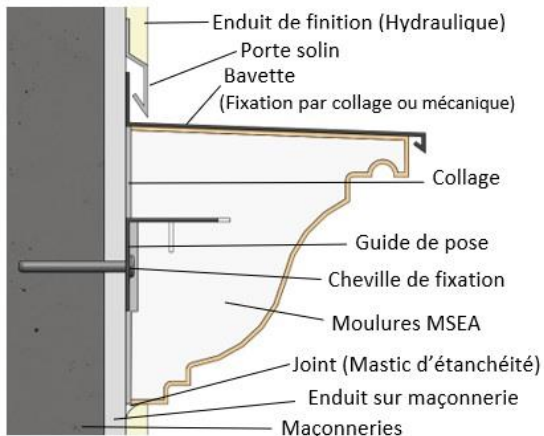 Enduit de finition (Hydraulique)
Porte solin
Bavette
(Fixation par collage ou mécanique)
Collage
Guide de pose
Cheville de fixation
Moulures MSEA
Joint (Mastic d'étanchéité)
Enduit sur maçonnerie
Maçonneries